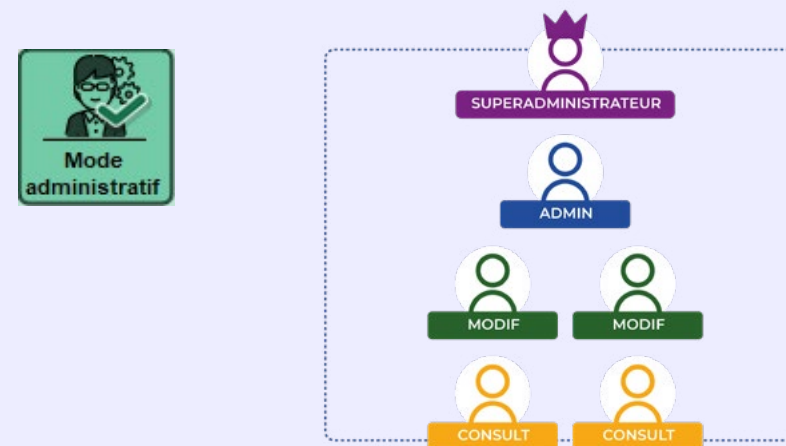 Mode
administratif
SUPERADMINISTRATEUR
ADMIN
MODIF MODIF
CONSULT CONSULT